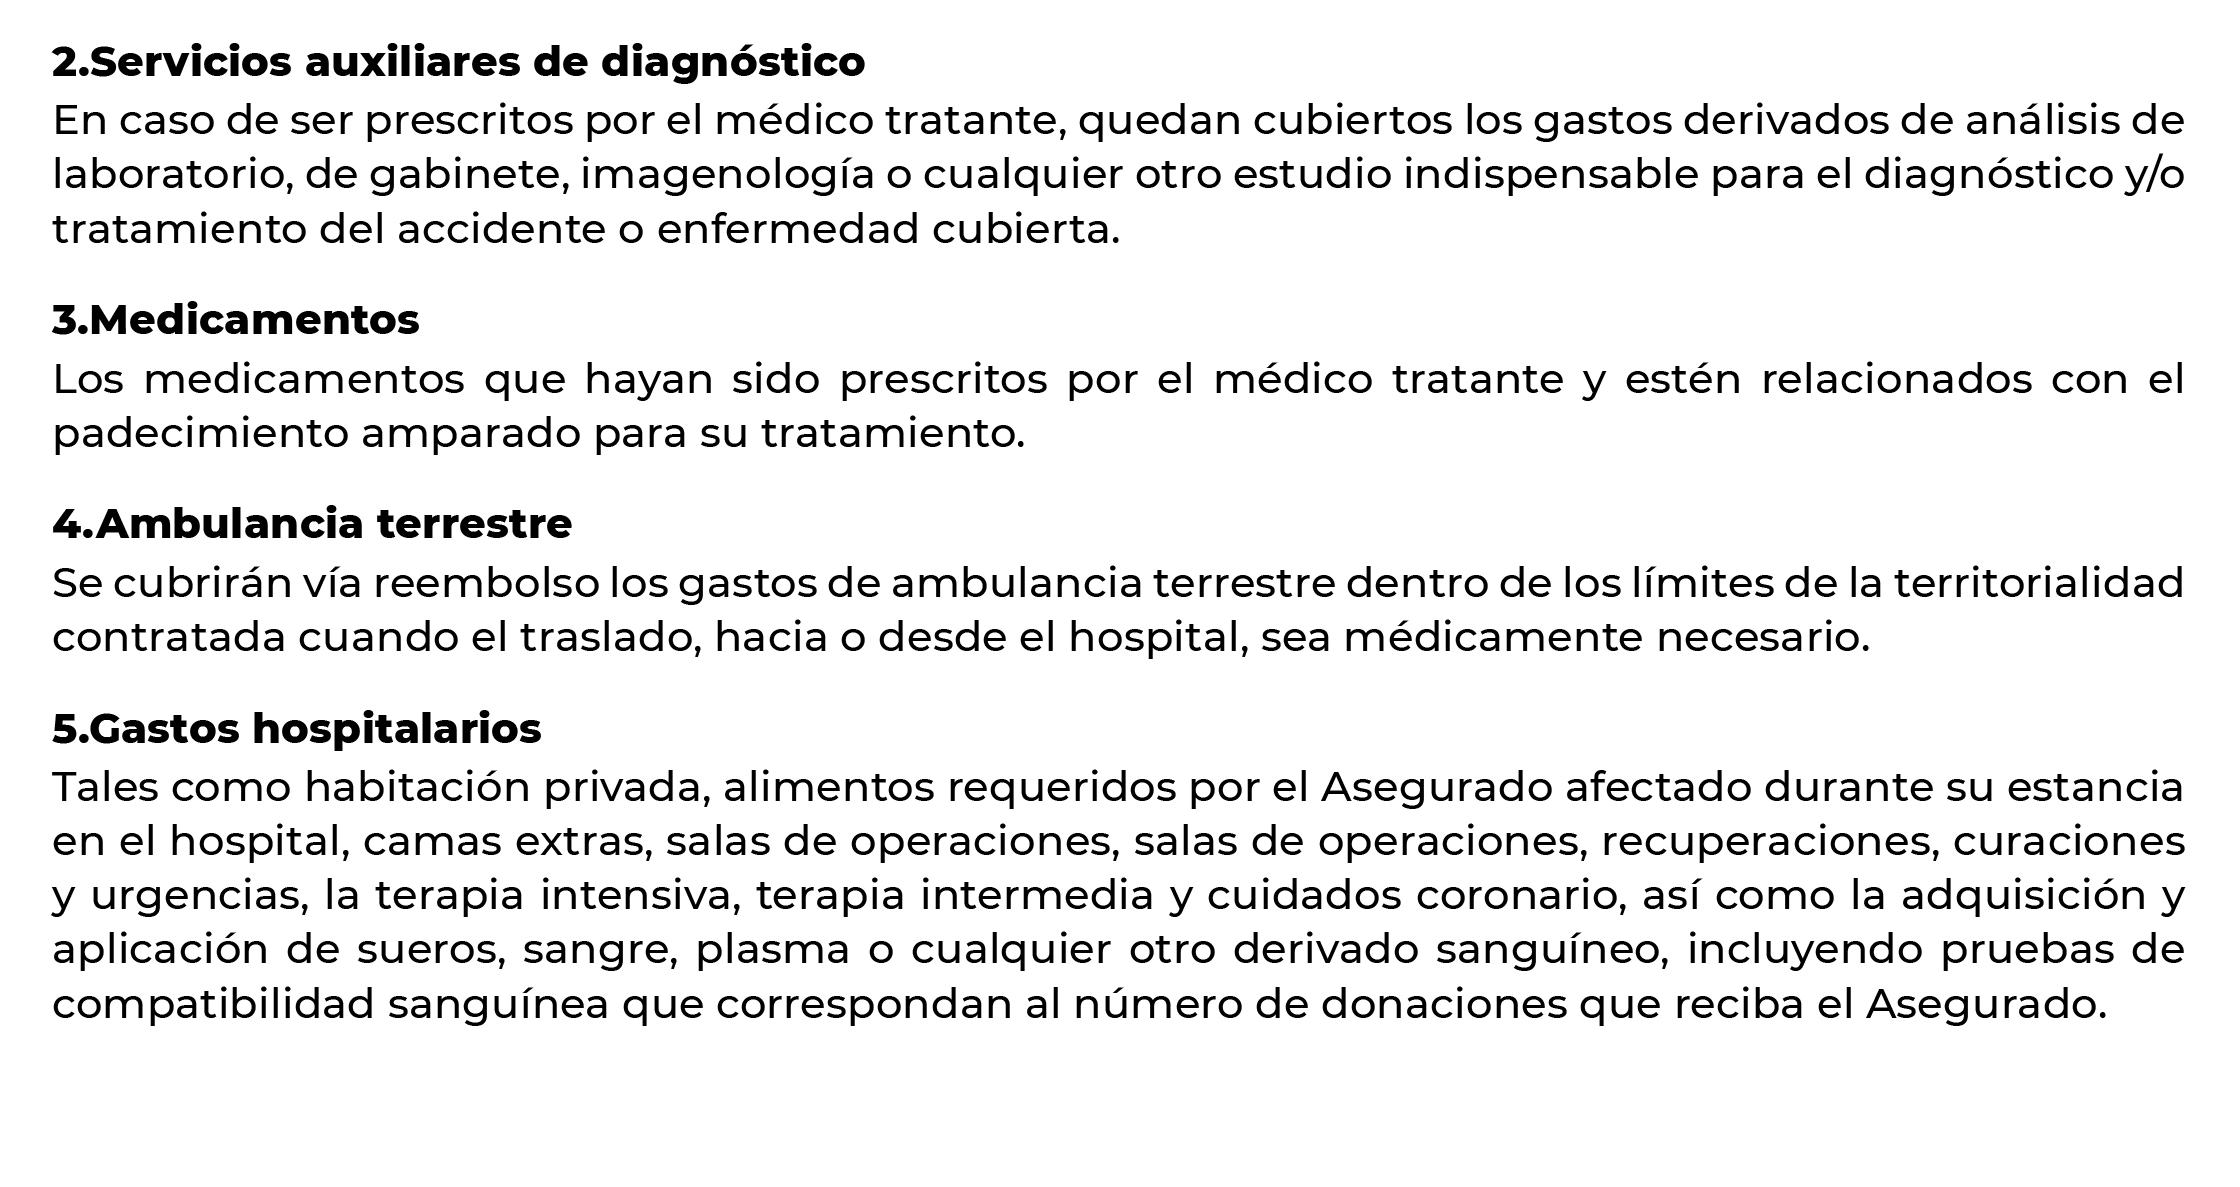 2.Servicios auxiliares de diagnóstico
En caso de ser prescritos por el médico tratante, quedan cubiertos los gastos derivados de análisis de
laboratorio, de gabinete, imagenología o cualquier otro estudio indispensable para el diagnóstico y/o
tratamiento del accidente o enfermedad cubierta.
3.Medicamentos
Los medicamentos que hayan sido prescritos por el médico tratante y estén relacionados con el
padecimiento amparado para su tratamiento.
4.Ambulancia terrestre
Se cubrirán vía reembolso los gastos de ambulancia terrestre dentro de los límites de la territorialidad
contratada cuando el traslado, hacia o desde el hospital, sea médicamente necesario.
5.Gastos hospitalarios
Tales como habitación privada, alimentos requeridos por el Asegurado afectado durante su estancia
en el hospital, camas extras, salas de operaciones, salas de operaciones, recuperaciones, curaciones
y urgencias, la terapia intensiva, terapia intermedia y cuidados coronario, así como la adquisición y
aplicación de sueros, sangre, plasma o cualquier otro derivado sanguíneo, incluyendo pruebas de
compatibilidad sanguínea que correspondan al número de donaciones que reciba el Asegurado.